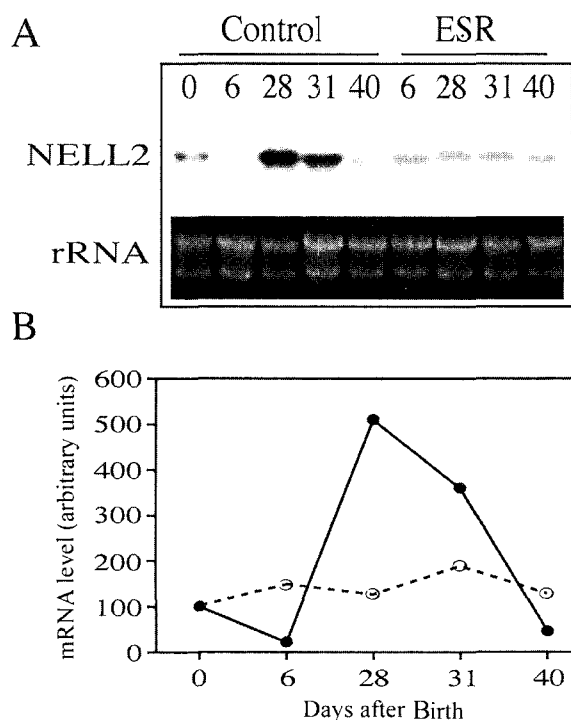 A
Control ESR
0 6 28 31 40 6 28 31 40
NELL2
rRNA
B
mRNA level (arbitrary units)
600
500
400
300
200
100
0
0 6 28 31 40
Days after Birth